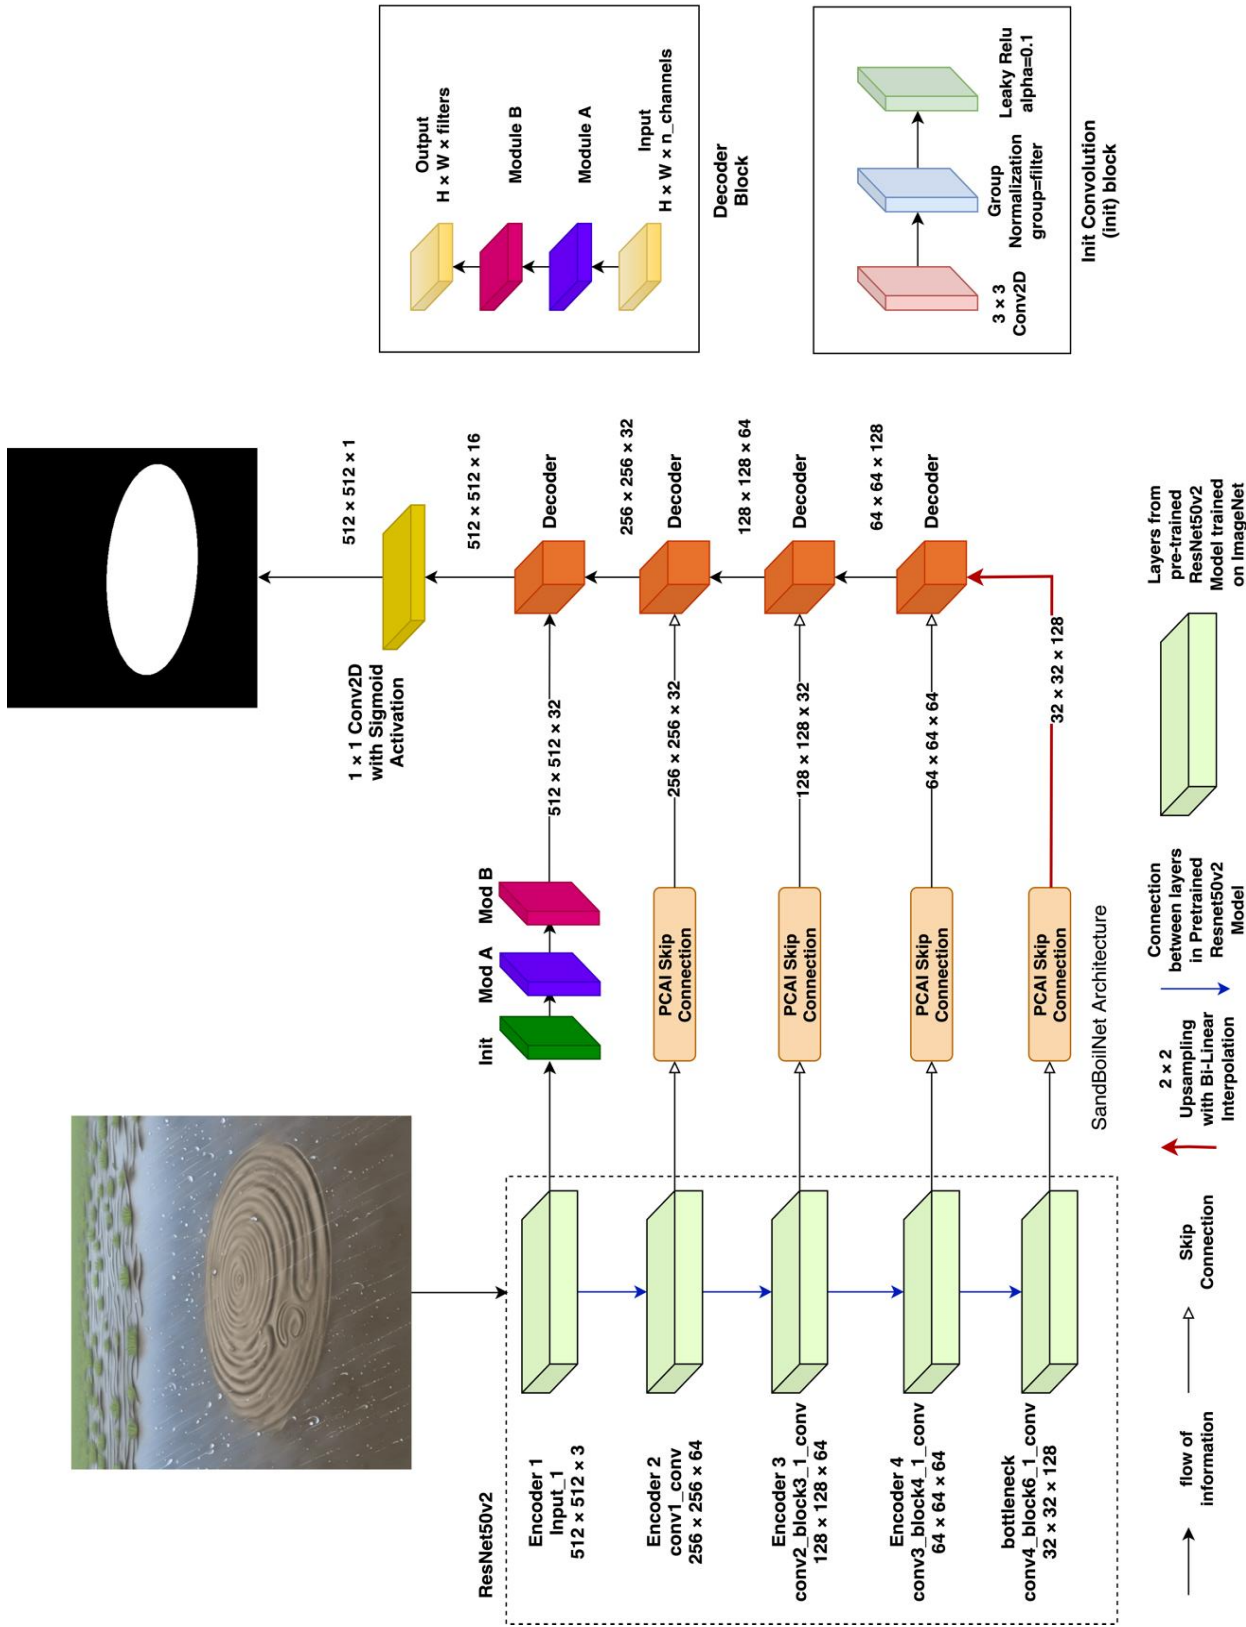 ResNet50v2
Encoder 1
Input_1
512 × 512 × 3
Encoder 2
conv1_conv
256 × 256 × 64
Encoder 3
conv2_block3_1_conv
128 × 128 × 64
Encoder 4
conv3_block4_1_conv
64 × 64 × 64
bottleneck
conv4_block6_1_conv
32 × 32 × 128
Init
Mod A
Mod B
PCAI Skip
Connection
PCAI Skip
Connection
PCAI Skip
Connection
PCAI Skip
Connection
512 × 512 × 32
256 × 256 × 32
128 × 128 × 32
64 × 64 × 64
32 × 32 × 128
1 × 1 Conv2D
with Sigmoid
Activation
512 × 512 × 1
512 × 512 × 16
Decoder
256 × 256 × 32
Decoder
128 × 128 × 64
Decoder
64 × 64 × 128
Decoder
SandBoilNet Architecture
Output
H × W × filters
Module B
Module A
Input
H × W × n_channels
Decoder
Block
3 × 3
Conv2D
Group
Normalization
group=filter
Leaky Relu
alpha=0.1
Init Convolution
(init) block
flow of
information
Skip
Connection
2 × 2
Upsampling
with Bi-Linear
Interpolation
Connection
between layers
in Pretrained
Resnet50v2
Model
Layers from
pre-trained
ResNet50v2
Model trained
on ImageNet